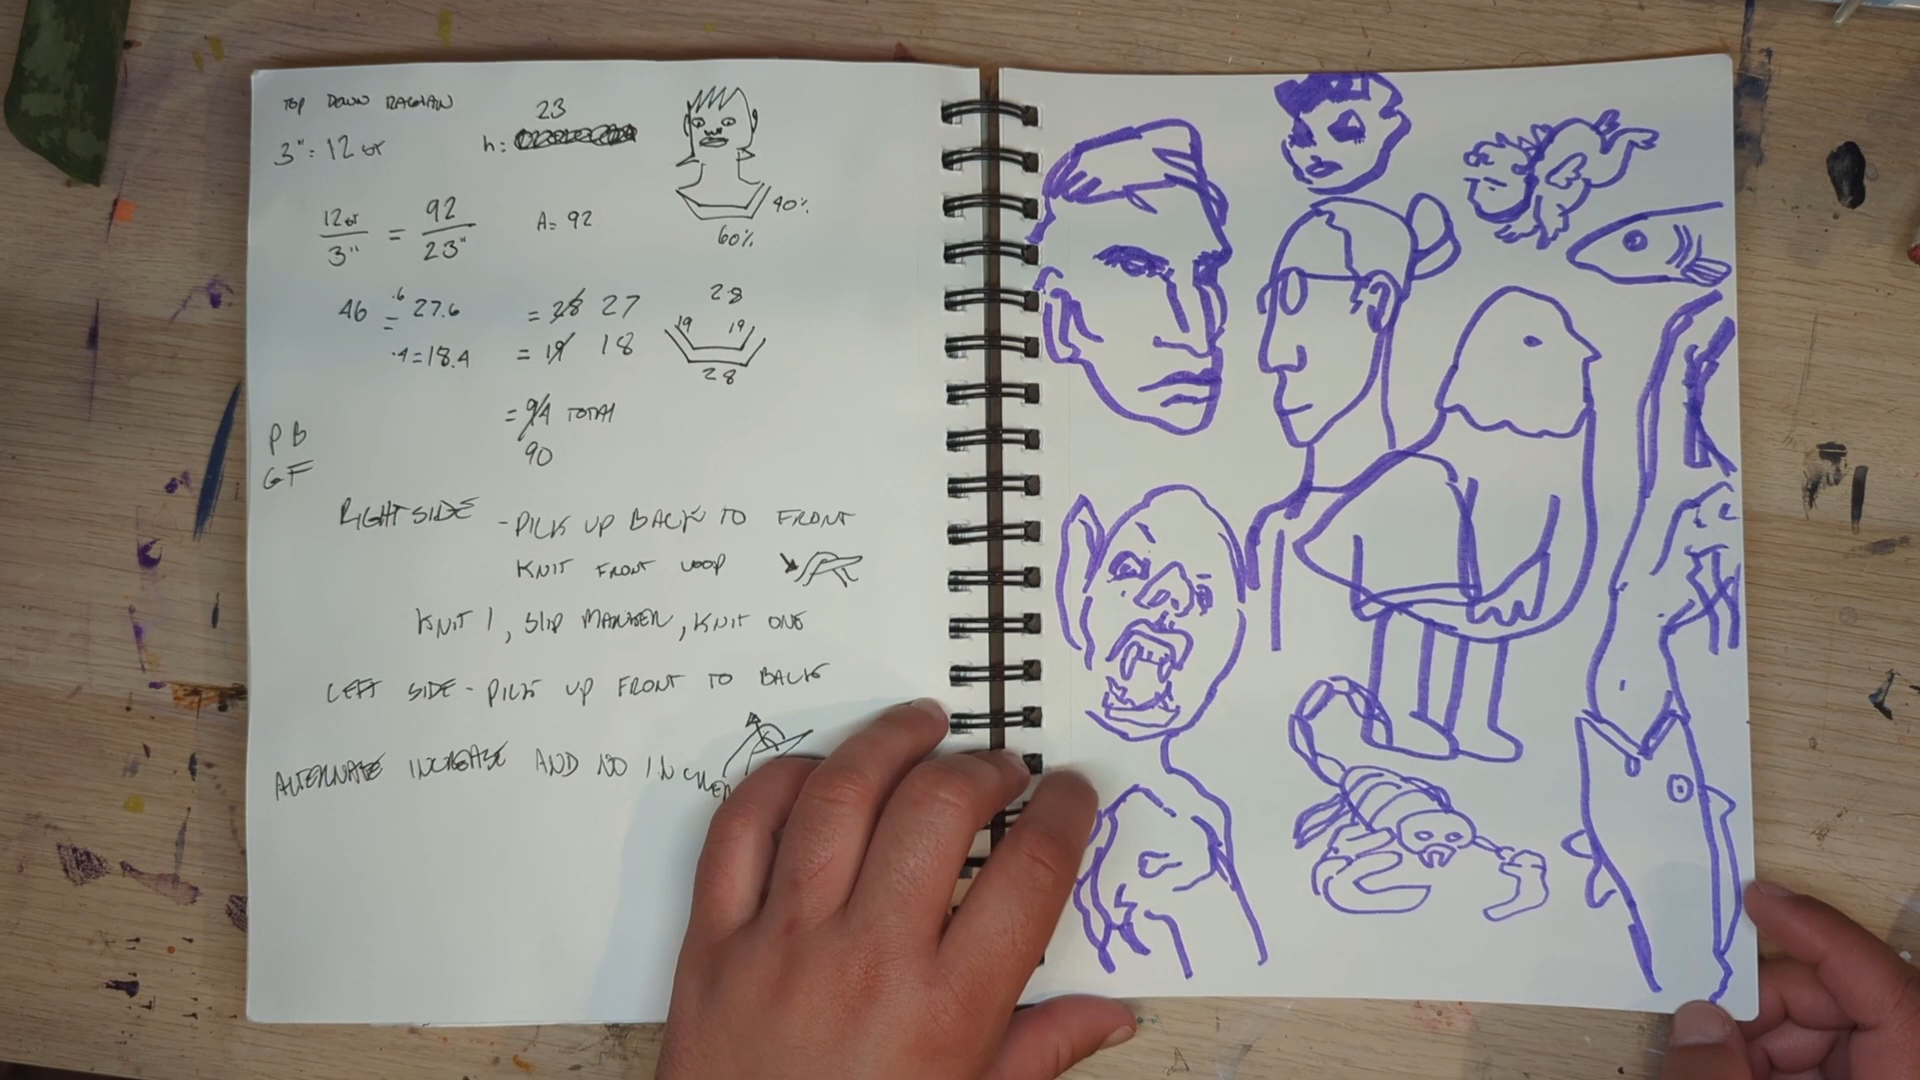 TOP DOWN RAGLAN
3" = 12 ST
h: 23
12 ST / 3" = 92 / 23"
A = 92
40%
60%
46 .6 = 27.6 = 28 27
.4 = 18.4 = 19 18
28
19 19
28
= 94 TOTAL
90
PB
GF
RIGHT SIDE - PICK UP BACK TO FRONT
KNIT FRONT LOOP
KNIT 1, SLIP MARKER, KNIT ONE
LEFT SIDE - PICK UP FRONT TO BACK
ALTERNATE INCREASE AND NO